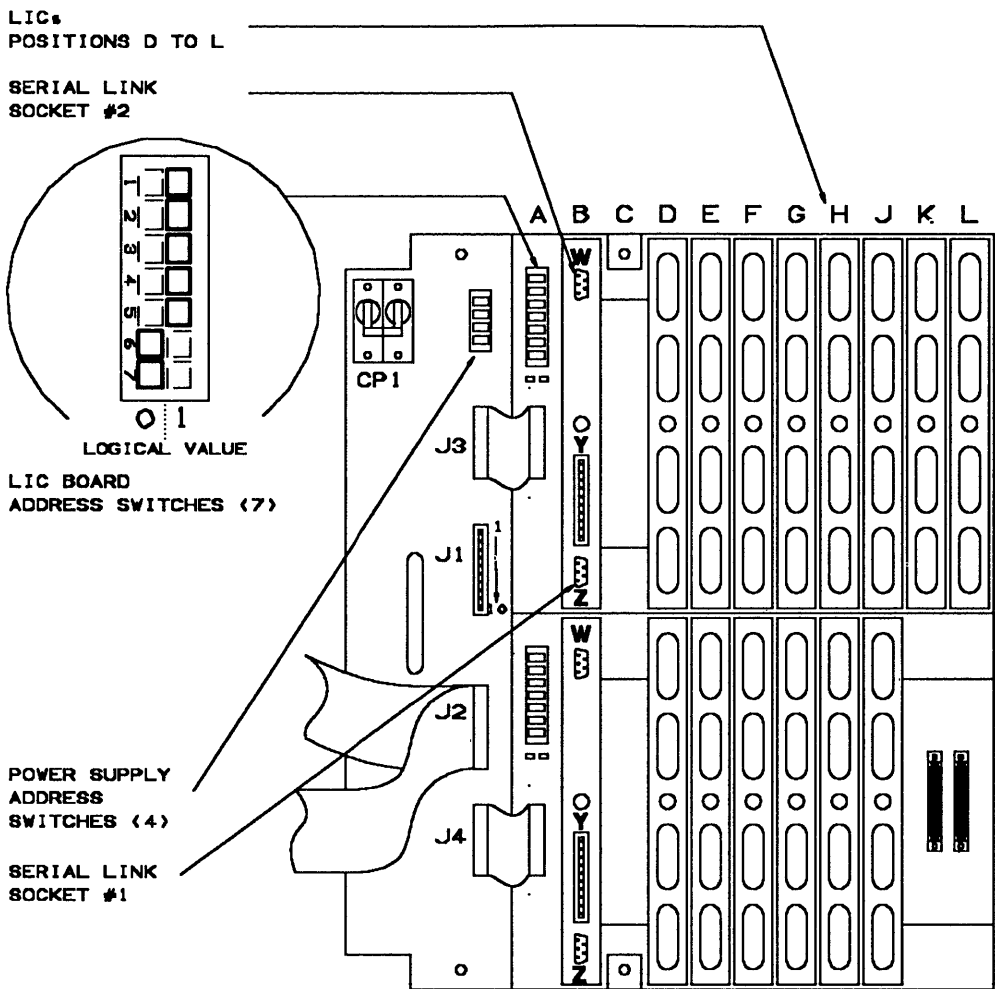 LICs
POSITIONS D TO L
SERIAL LINK
SOCKET #2
1
2
3
4
5
6
7
0 1
LOGICAL VALUE
LIC BOARD
ADDRESS SWITCHES (7)
A B C D E F G H J K L
W
CP1
J3
Y
J1
1
10
Z
W
J2
POWER SUPPLY
ADDRESS
SWITCHES (4)
Y
J4
SERIAL LINK
SOCKET #1
Z